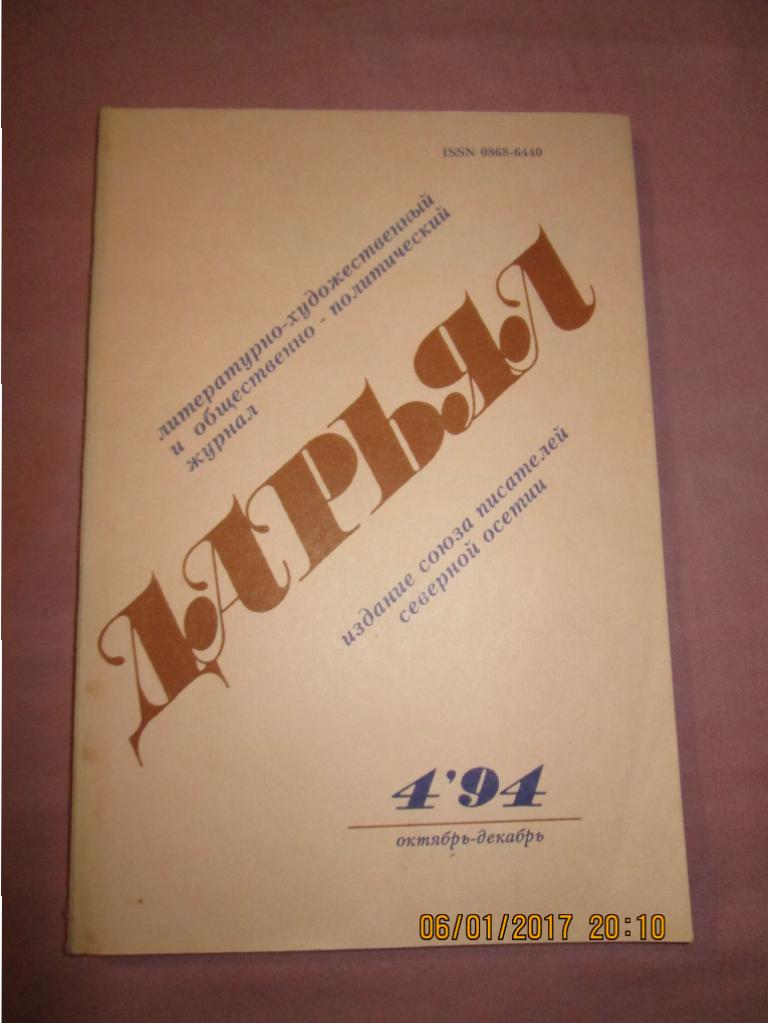 ISSN 0868-6440
литературно-художественный
и общественно - политический
журнал
ДАРЬЯЛ
издание союза писателей
северной осетии
4'94
октябрь-декабрь
06/01/2017 20:10